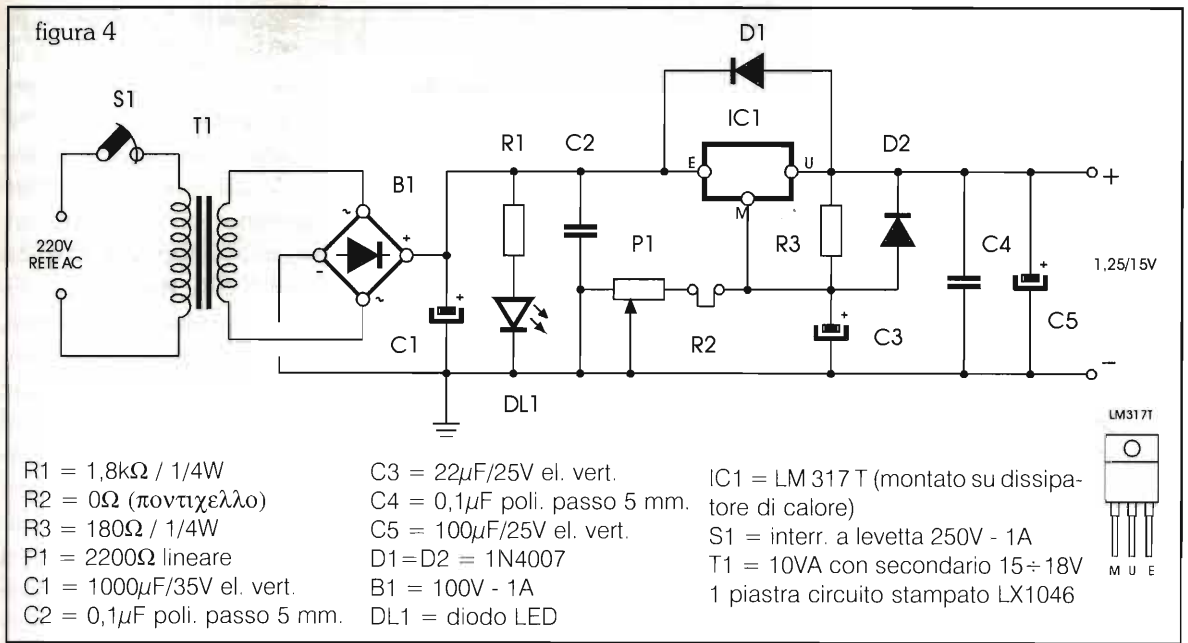 figura 4
D1
S1
T1
IC1
R1
C2
D2
B1
E
U
M
~
+
-
~
220V
RETE AC
P1
R3
C4
+
1,25/15V
+
C1
+
R2
C3
+
C5
-
DL1
LM317T
M U E
R1 = 1,8kΩ / 1/4W
R2 = 0Ω (ποντιχελλο)
R3 = 180Ω / 1/4W
P1 = 2200Ω lineare
C1 = 1000μF/35V el. vert.
C2 = 0,1μF poli. passo 5 mm.
C3 = 22μF/25V el. vert.
C4 = 0,1μF poli. passo 5 mm.
C5 = 100μF/25V el. vert.
D1=D2 = 1N4007
B1 = 100V - 1A
DL1 = diodo LED
IC1 = LM 317 T (montato su dissipa-
tore di calore)
S1 = interr. a levetta 250V - 1A
T1 = 10VA con secondario 15÷18V
1 piastra circuito stampato LX1046